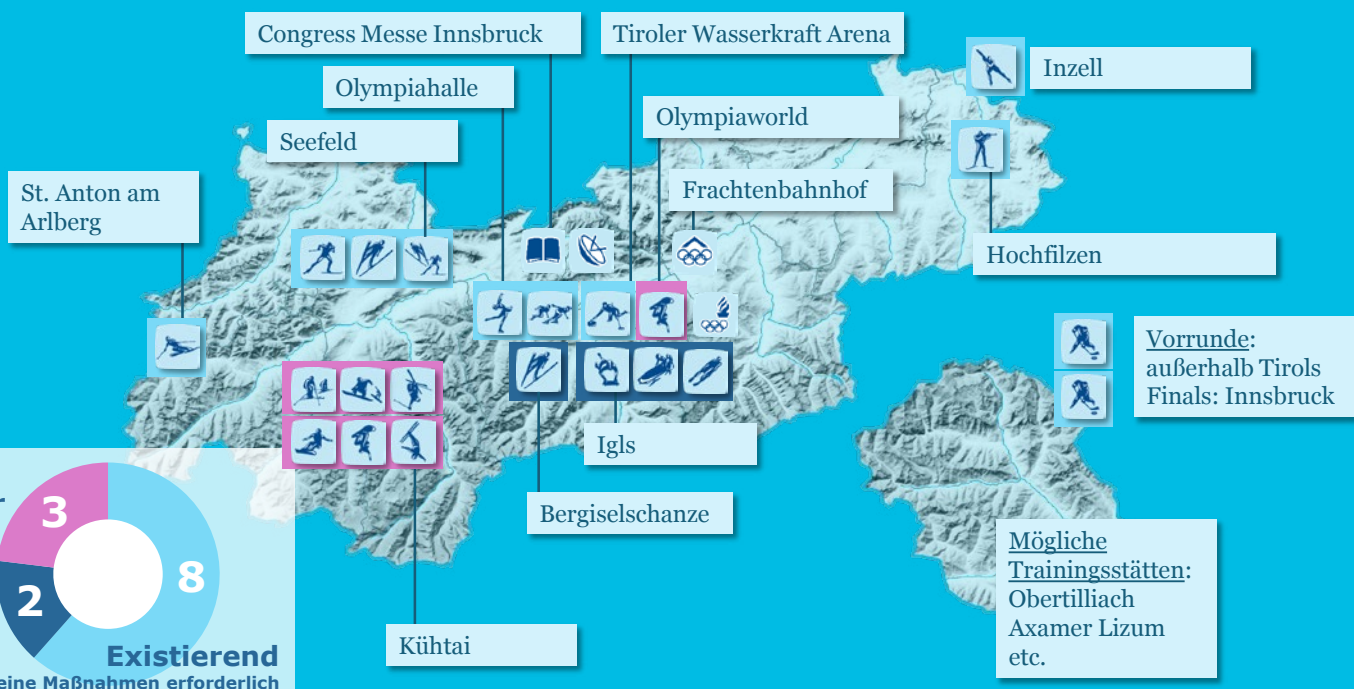 Congress Messe Innsbruck
Tiroler Wasserkraft Arena
Inzell
Olympiahalle
Olympiaworld
Seefeld
Frachtenbahnhof
St. Anton am
Arlberg
Hochfilzen
Vorrunde:
außerhalb Tirols
Finals: Innsbruck
Igls
Bergiselschanze
Mögliche
Trainingsstätten:
Obertilliach
Axamer Lizum
etc.
Kühtai
3
8
2
Existierend
Maßnahmen erforderlich